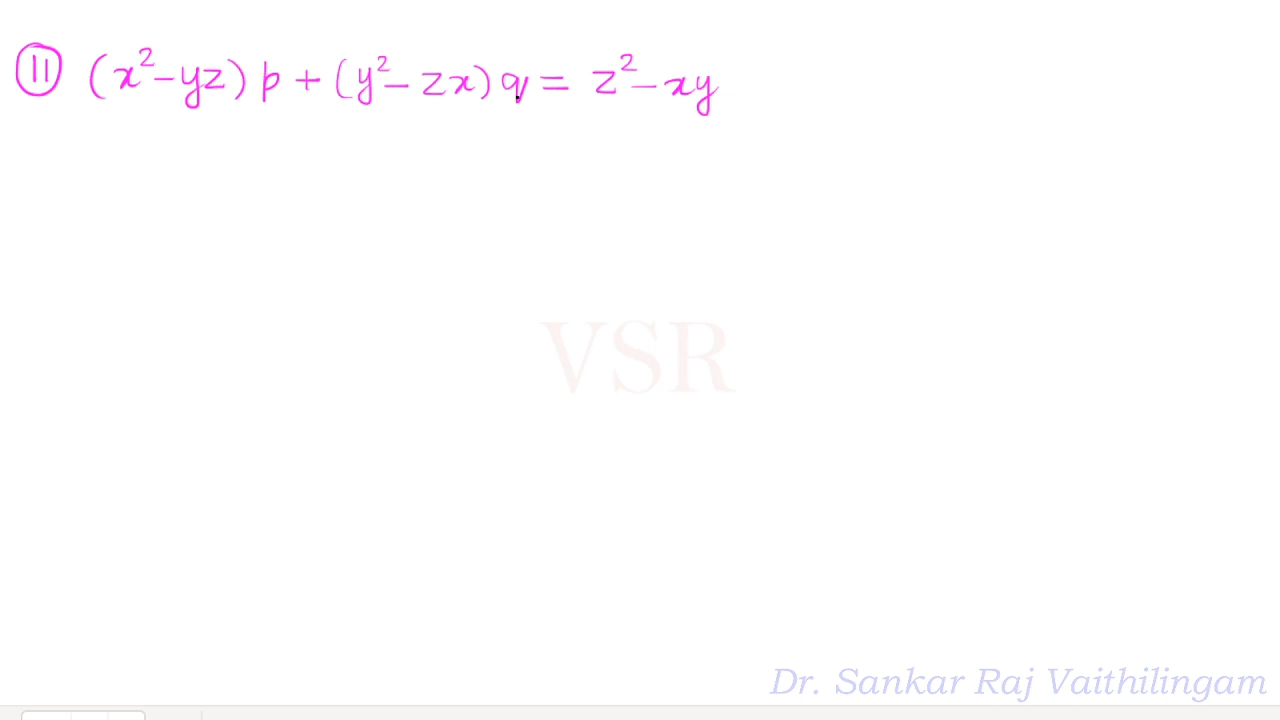 ⑪ (x²-yz) p + (y²- zx) q = z²- xy
VSR
Dr. Sankar Raj Vaithilingam